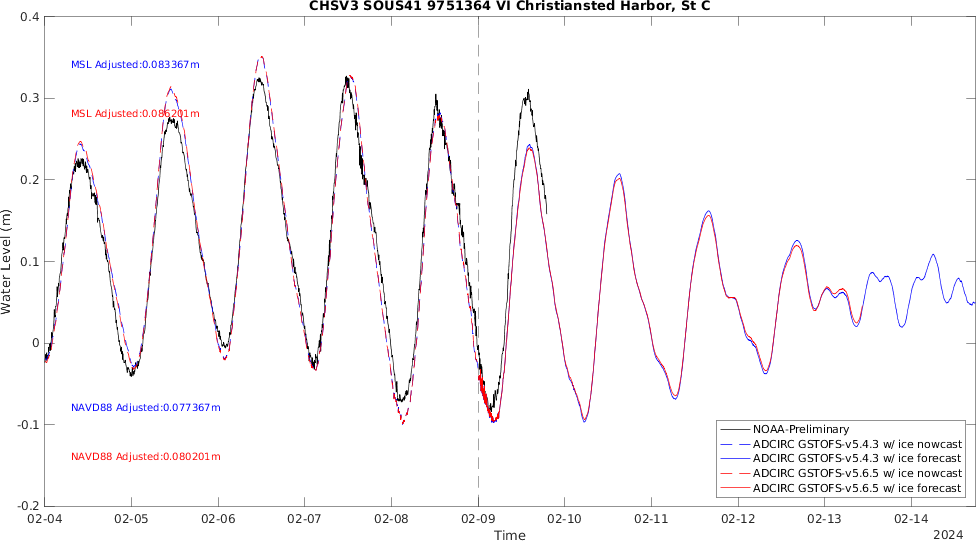 CHSV3 SOUS41 9751364 VI Christiansted Harbor, St C
0.4
0.3
0.2
0.1
0
-0.1
-0.2
Water Level (m)
MSL Adjusted:0.083367m
MSL Adjusted:0.086201m
NAVD88 Adjusted:0.077367m
NAVD88 Adjusted:0.080201m
NOAA-Preliminary
ADCIRC GSTOFS-v5.4.3 w/ ice nowcast
ADCIRC GSTOFS-v5.4.3 w/ ice forecast
ADCIRC GSTOFS-v5.6.5 w/ ice nowcast
ADCIRC GSTOFS-v5.6.5 w/ ice forecast
02-04 02-05 02-06 02-07 02-08 02-09 02-10 02-11 02-12 02-13 02-14
Time
2024